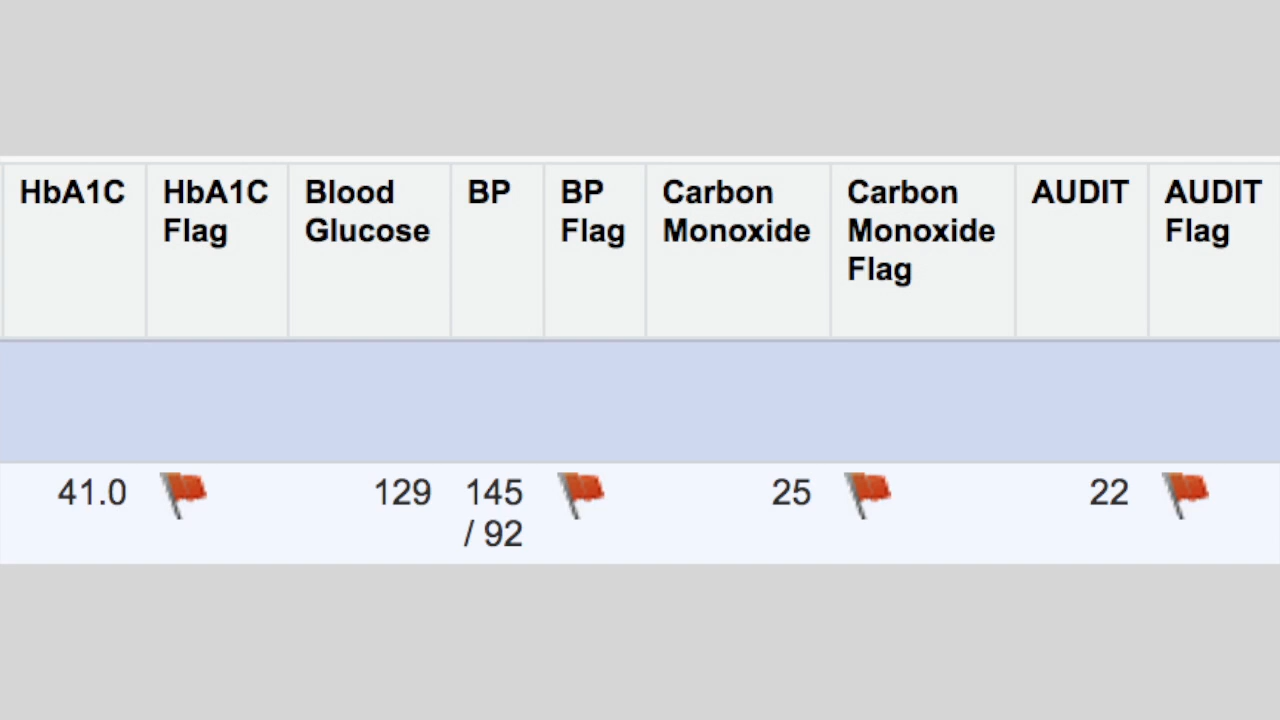 HbA1C
HbA1C
Flag
Blood
Glucose
BP
BP
Flag
Carbon
Monoxide
Carbon
Monoxide
Flag
AUDIT
AUDIT
Flag
41.0
129
145
/ 92
25
22